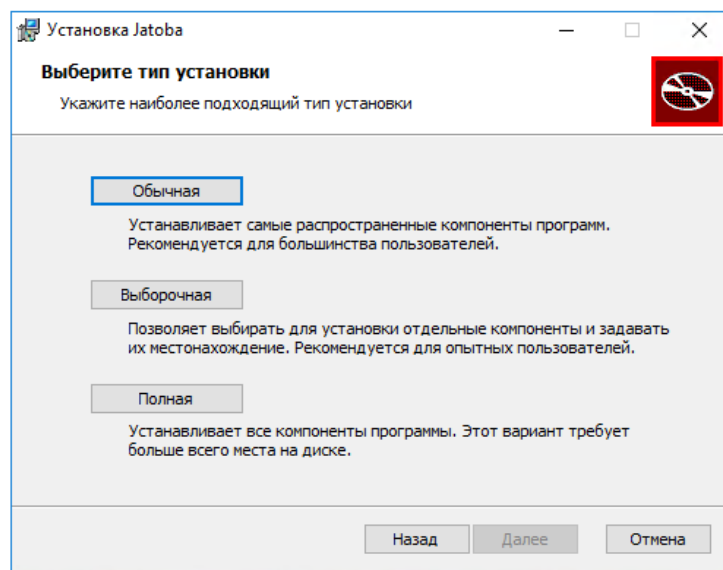 Установка Jatoba
Выберите тип установки
Укажите наиболее подходящий тип установки
Обычная
Устанавливает самые распространенные компоненты программ.
Рекомендуется для большинства пользователей.
Выборочная
Позволяет выбирать для установки отдельные компоненты и задавать
их местонахождение. Рекомендуется для опытных пользователей.
Полная
Устанавливает все компоненты программы. Этот вариант требует
больше всего места на диске.
Назад
Далее
Отмена